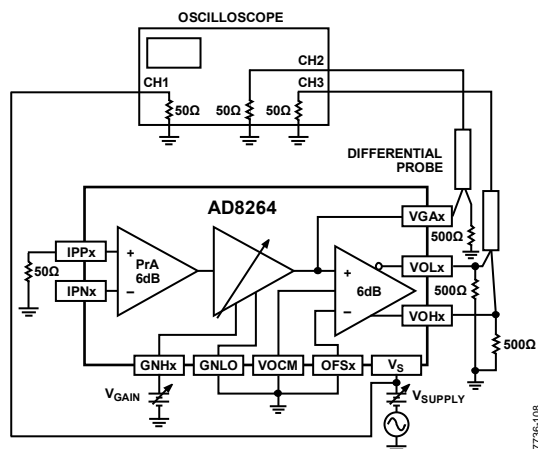 OSCILLOSCOPE
CH1
CH2
CH3
50Ω
50Ω
50Ω
DIFFERENTIAL
PROBE
AD8264
VGAx
500Ω
IPPx
+
PrA
6dB
–
IPNx
50Ω
+
6dB
–
VOLx
500Ω
VOHx
500Ω
GNHx
GNLO
VOCM
OFSx
VS
VGAIN
VSUPPLY
7736-108